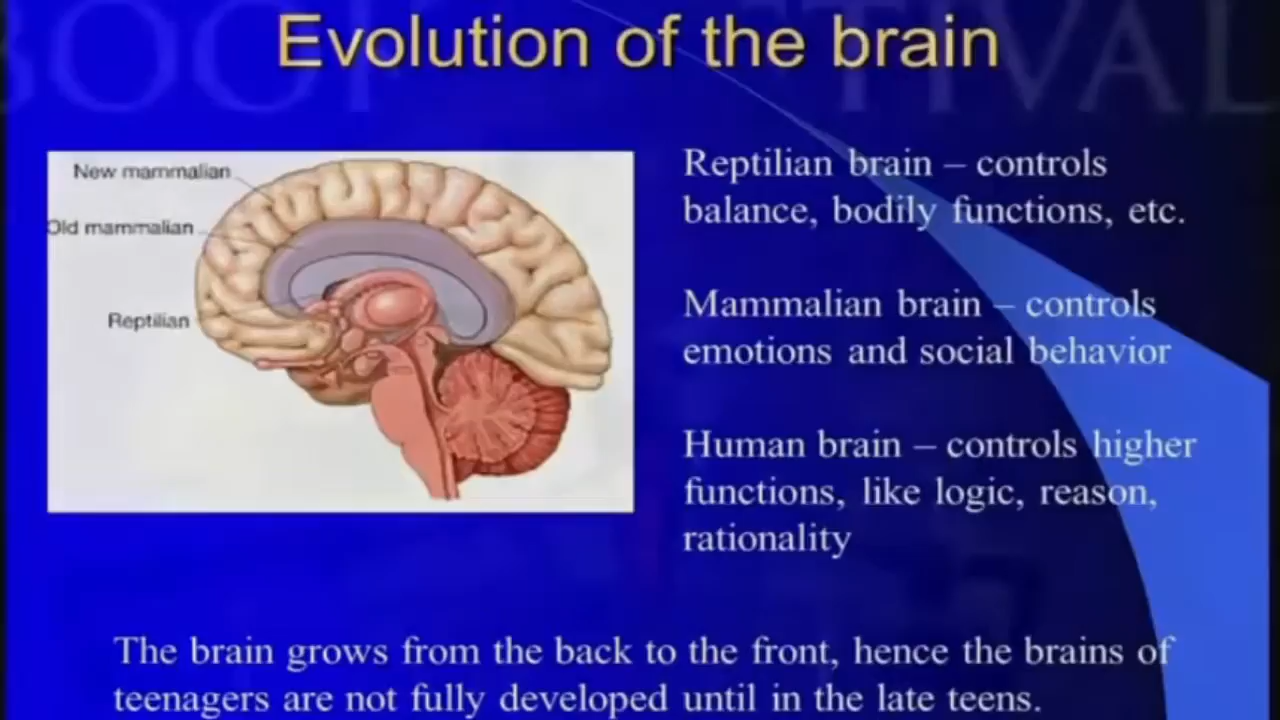 Evolution of the brain
New mammalian
Old mammalian
Reptilian
Reptilian brain – controls
balance, bodily functions, etc.
Mammalian brain – controls
emotions and social behavior
Human brain – controls higher
functions, like logic, reason,
rationality
The brain grows from the back to the front, hence the brains of
teenagers are not fully developed until in the late teens.